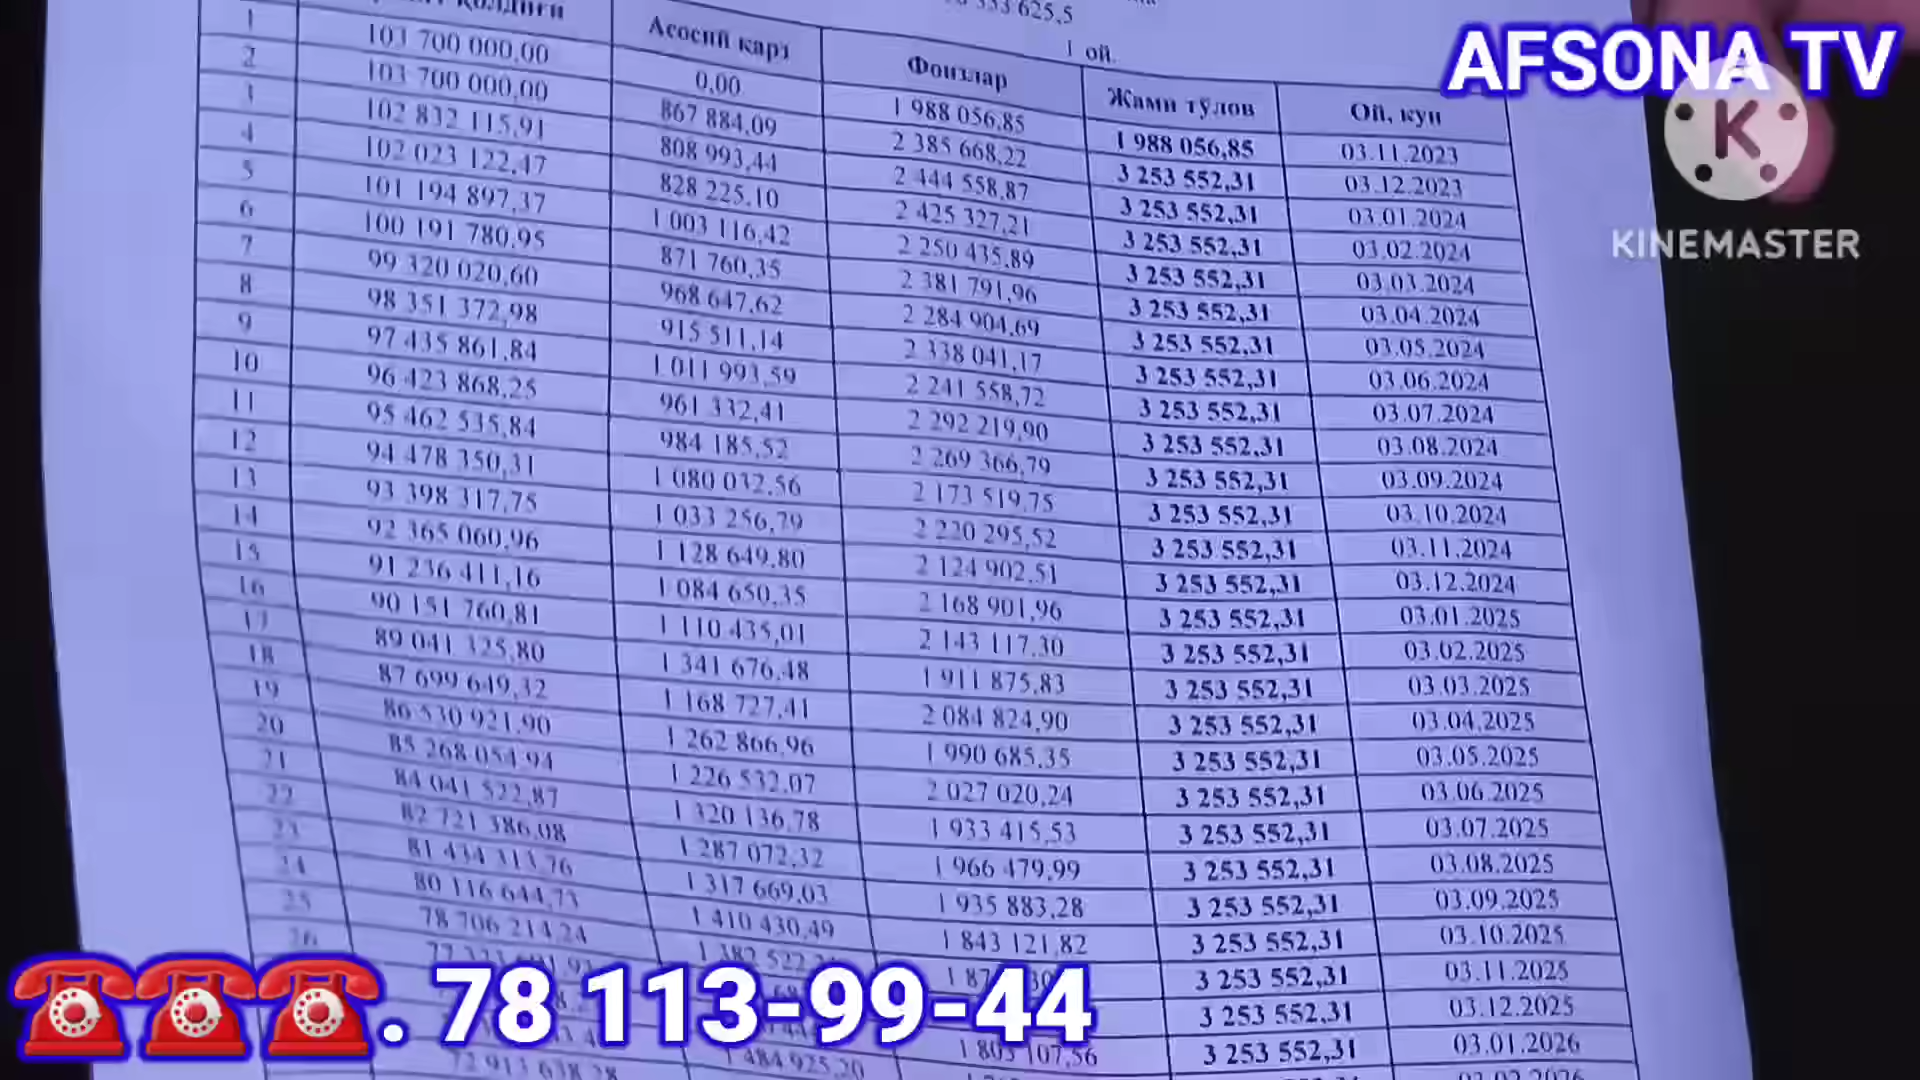 353 625,5
1 ой.
AFSONA TV
KINEMASTER
Асосий қарз Фоизлар Жами тўлов Ой, кун
1 103 700 000,00 0,00 1 988 056,85 1 988 056,85 03.11.2023
2 103 700 000,00 867 884,09 2 385 668,22 3 253 552,31 03.12.2023
3 102 832 115,91 808 993,44 2 444 558,87 3 253 552,31 03.01.2024
4 102 023 122,47 828 225,10 2 425 327,21 3 253 552,31 03.02.2024
5 101 194 897,37 1 003 116,42 2 250 435,89 3 253 552,31 03.03.2024
6 100 191 780,95 871 760,35 2 381 791,96 3 253 552,31 03.04.2024
7 99 320 020,60 968 647,62 2 284 904,69 3 253 552,31 03.05.2024
8 98 351 372,98 915 511,14 2 338 041,17 3 253 552,31 03.06.2024
9 97 435 861,84 1 011 993,59 2 241 558,72 3 253 552,31 03.07.2024
10 96 423 868,25 961 332,41 2 292 219,90 3 253 552,31 03.08.2024
11 95 462 535,84 984 185,52 2 269 366,79 3 253 552,31 03.09.2024
12 94 478 350,31 1 080 032,56 2 173 519,75 3 253 552,31 03.10.2024
13 93 398 317,75 1 033 256,79 2 220 295,52 3 253 552,31 03.11.2024
14 92 365 060,96 1 128 649,80 2 124 902,51 3 253 552,31 03.12.2024
15 91 236 411,16 1 084 650,35 2 168 901,96 3 253 552,31 03.01.2025
16 90 151 760,81 1 110 435,01 2 143 117,30 3 253 552,31 03.02.2025
17 89 041 325,80 1 341 676,48 1 911 875,83 3 253 552,31 03.03.2025
18 87 699 649,32 1 168 727,41 2 084 824,90 3 253 552,31 03.04.2025
19 86 530 921,90 1 262 866,96 1 990 685,35 3 253 552,31 03.05.2025
20 85 268 054,94 1 226 532,07 2 027 020,24 3 253 552,31 03.06.2025
21 84 041 522,87 1 320 136,78 1 933 415,53 3 253 552,31 03.07.2025
22 82 721 386,08 1 287 072,32 1 966 479,99 3 253 552,31 03.08.2025
23 81 434 313,76 1 317 669,03 1 935 883,28 3 253 552,31 03.09.2025
24 80 116 644,73 1 410 430,49 1 843 121,82 3 253 552,31 03.10.2025
25 78 706 214,24 3 253 552,31 03.11.2025
26 3 253 552,31 03.12.2025
1 803 107,56 3 253 552,31 03.01.2026
72 913 638,28 1 484 925,20
. 78 113-99-44